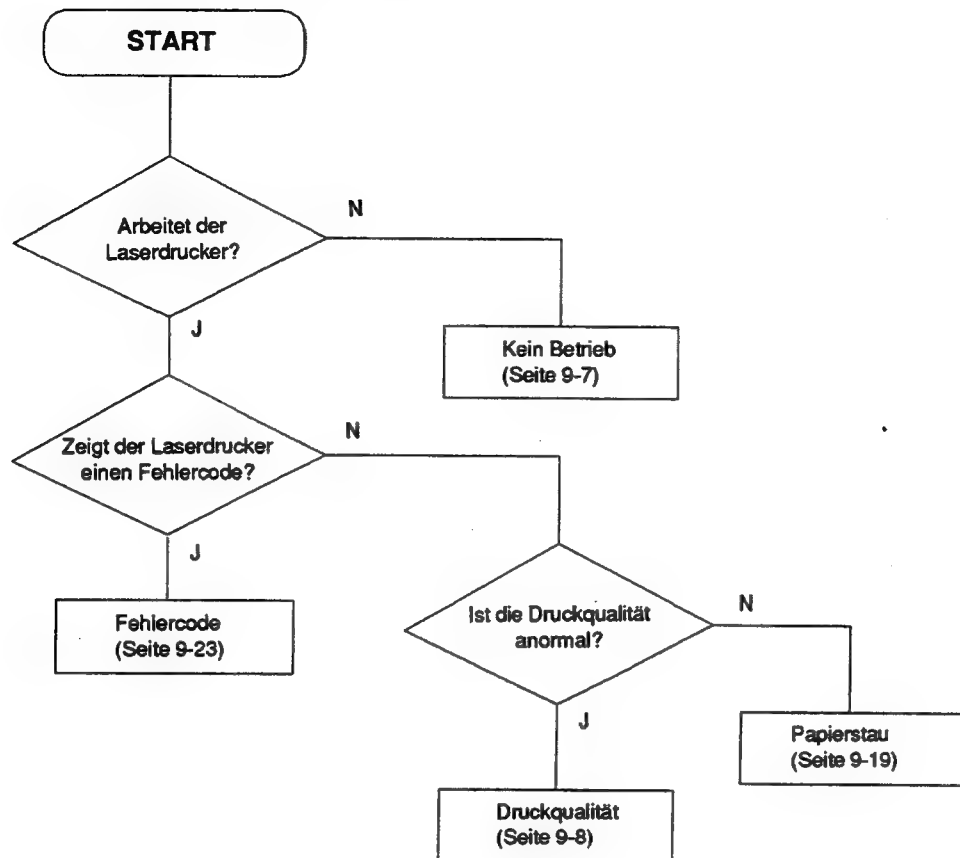 START
Arbeitet der
Laserdrucker?
N
J
Kein Betrieb
(Seite 9-7)
Zeigt der Laserdrucker
einen Fehlercode?
N
J
Fehlercode
(Seite 9-23)
Ist die Druckqualität
anormal?
N
J
Papierstau
(Seite 9-19)
Druckqualität
(Seite 9-8)